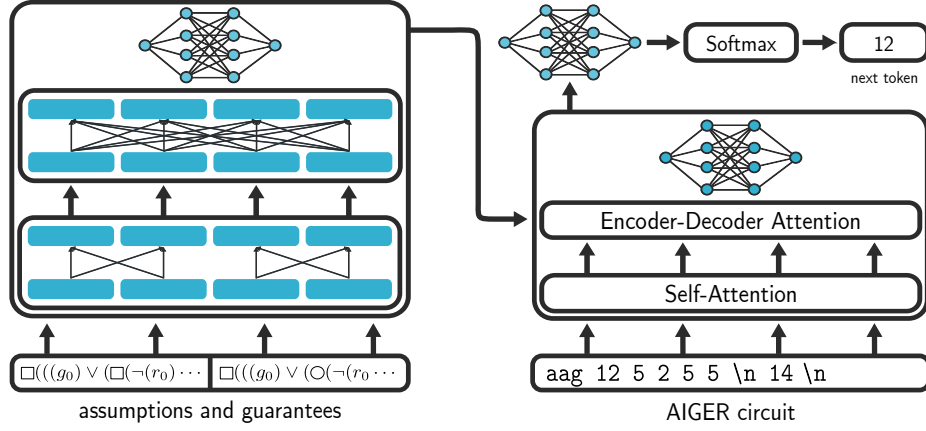 Softmax
12
next token
Encoder-Decoder Attention
Self-Attention
□(((g₀) ∨ (□(¬(r₀) ⋯ □(((g₀) ∨ (○(¬(r₀ ⋯
aag 12 5 2 5 5 \n 14 \n
assumptions and guarantees
AIGER circuit